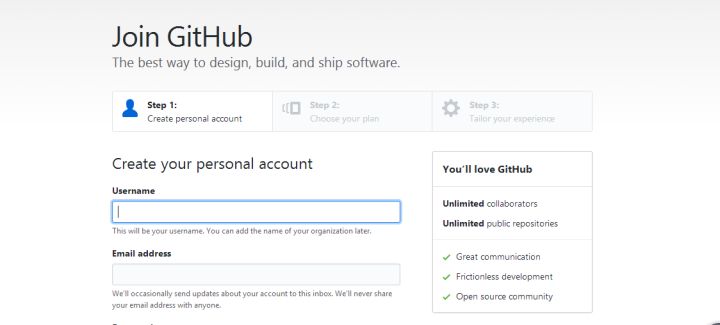 Join GitHub
The best way to design, build, and ship software.
Step 1:
Create personal account
Step 2:
Choose your plan
Step 3:
Tailor your experience
Create your personal account
Username
This will be your username. You can add the name of your organization later.
Email address
We'll occasionally send updates about your account to this inbox. We'll never share
your email address with anyone.
You'll love GitHub
Unlimited collaborators
Unlimited public repositories
Great communication
Frictionless development
Open source community